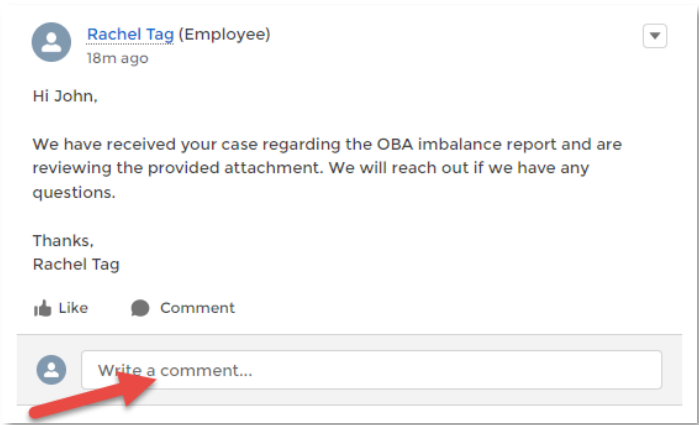 Rachel Tag (Employee)
18m ago
Hi John,
We have received your case regarding the OBA imbalance report and are
reviewing the provided attachment. We will reach out if we have any
questions.
Thanks,
Rachel Tag
Like Comment
Write a comment...